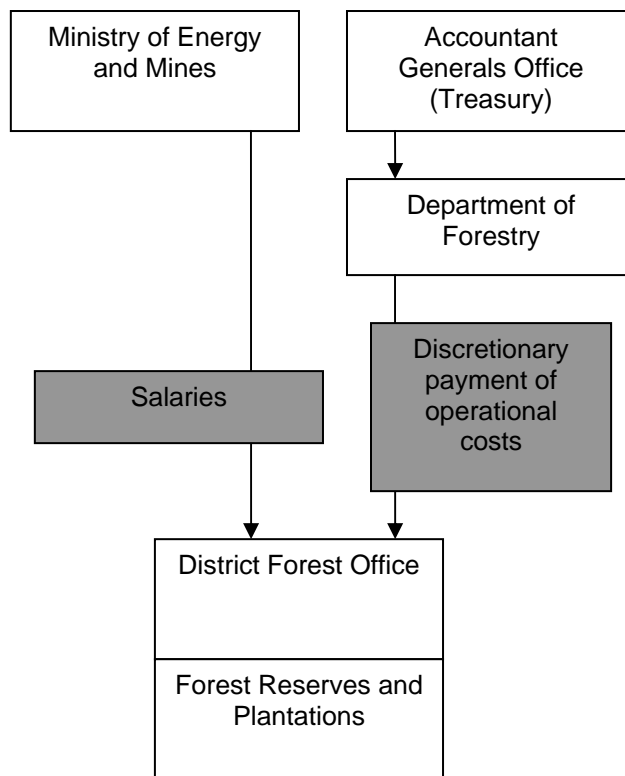 Ministry of Energy
and Mines
Accountant
Generals Office
(Treasury)
Department of
Forestry
Discretionary
payment of
operational
costs
Salaries
District Forest Office
Forest Reserves and
Plantations